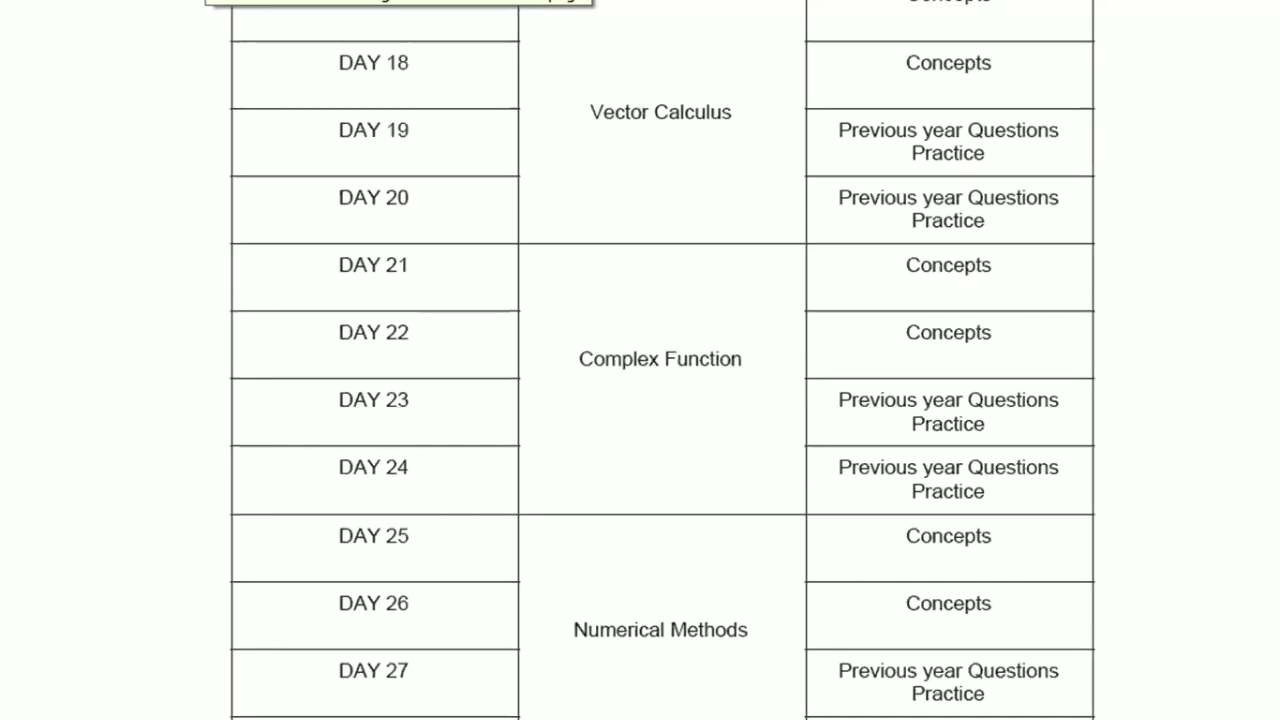 Concepts
DAY 18
Concepts
Vector Calculus
DAY 19
Previous year Questions
Practice
DAY 20
Previous year Questions
Practice
DAY 21
Concepts
DAY 22
Concepts
Complex Function
DAY 23
Previous year Questions
Practice
DAY 24
Previous year Questions
Practice
DAY 25
Concepts
DAY 26
Concepts
Numerical Methods
DAY 27
Previous year Questions
Practice